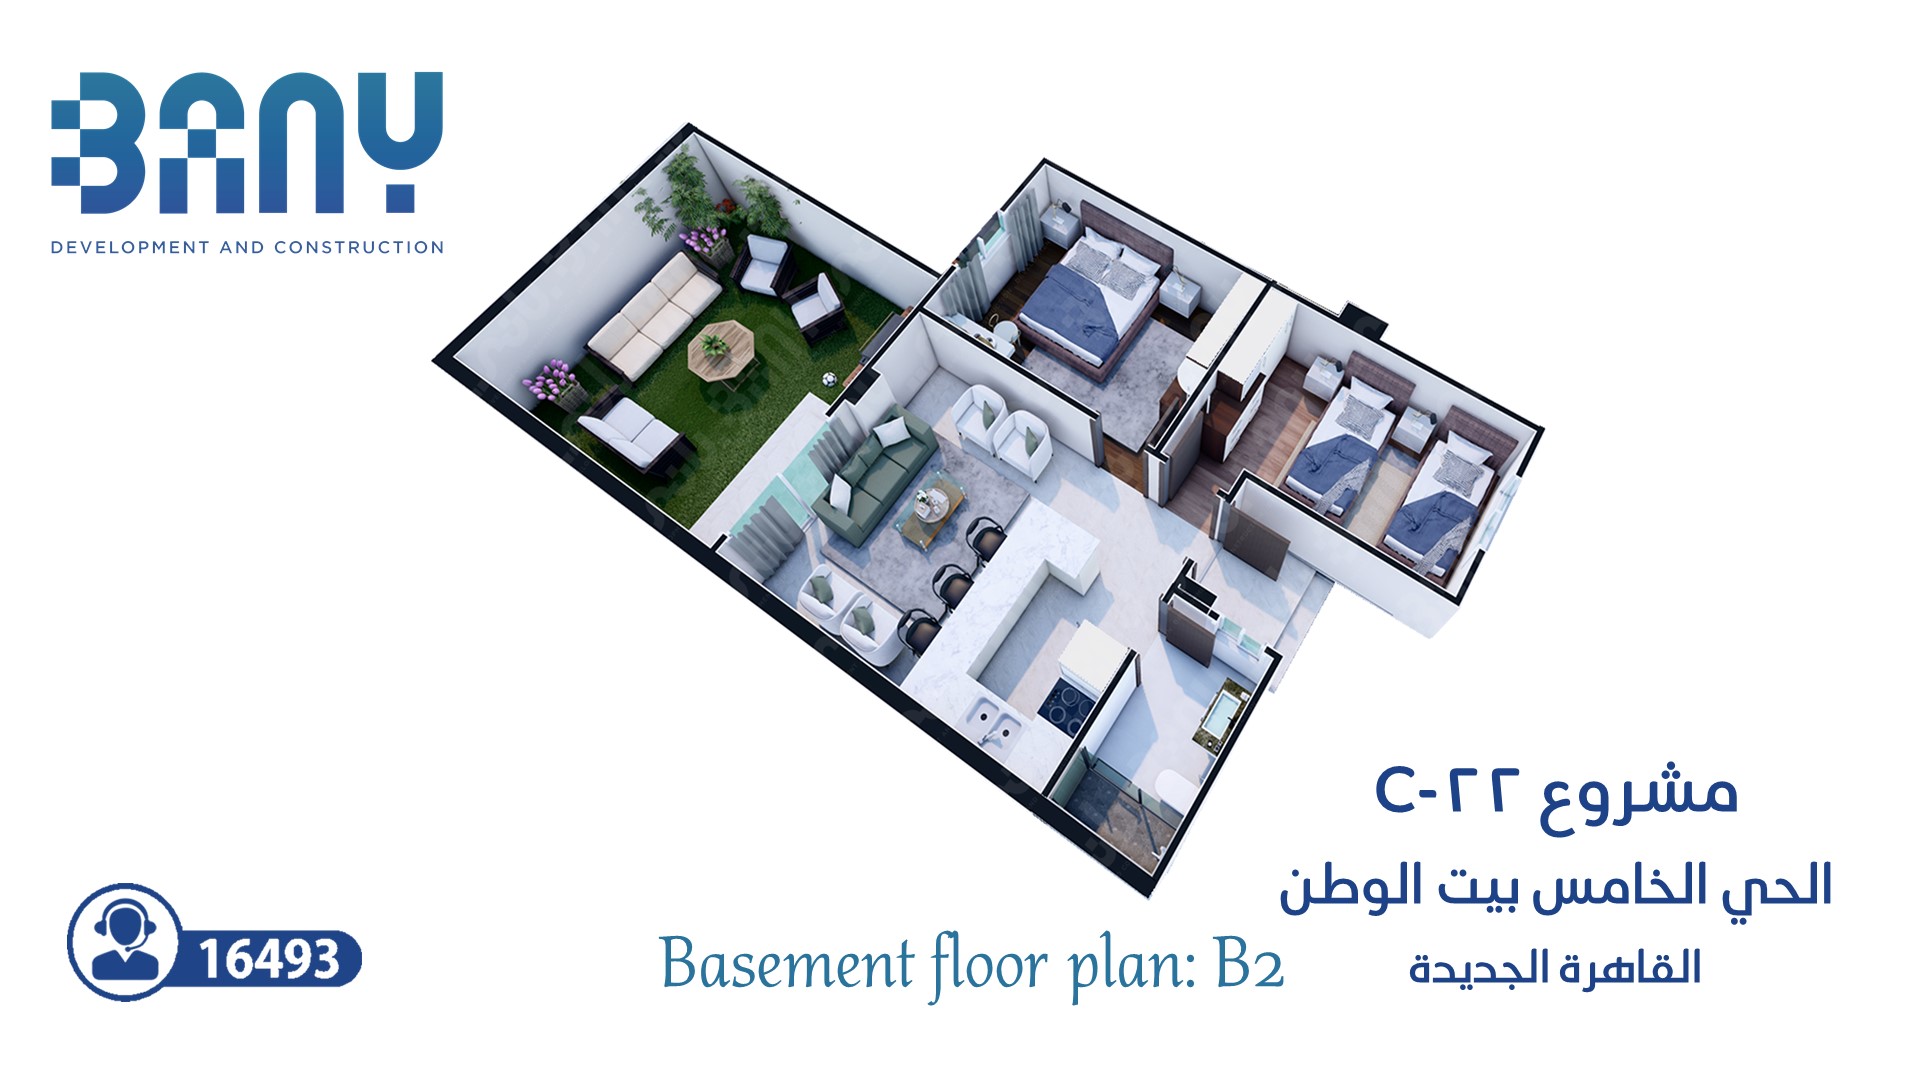 BANY
DEVELOPMENT AND CONSTRUCTION
مشروع C-٢٢
الحي الخامس بيت الوطن
القاهرة الجديدة
Basement floor plan: B2
16493